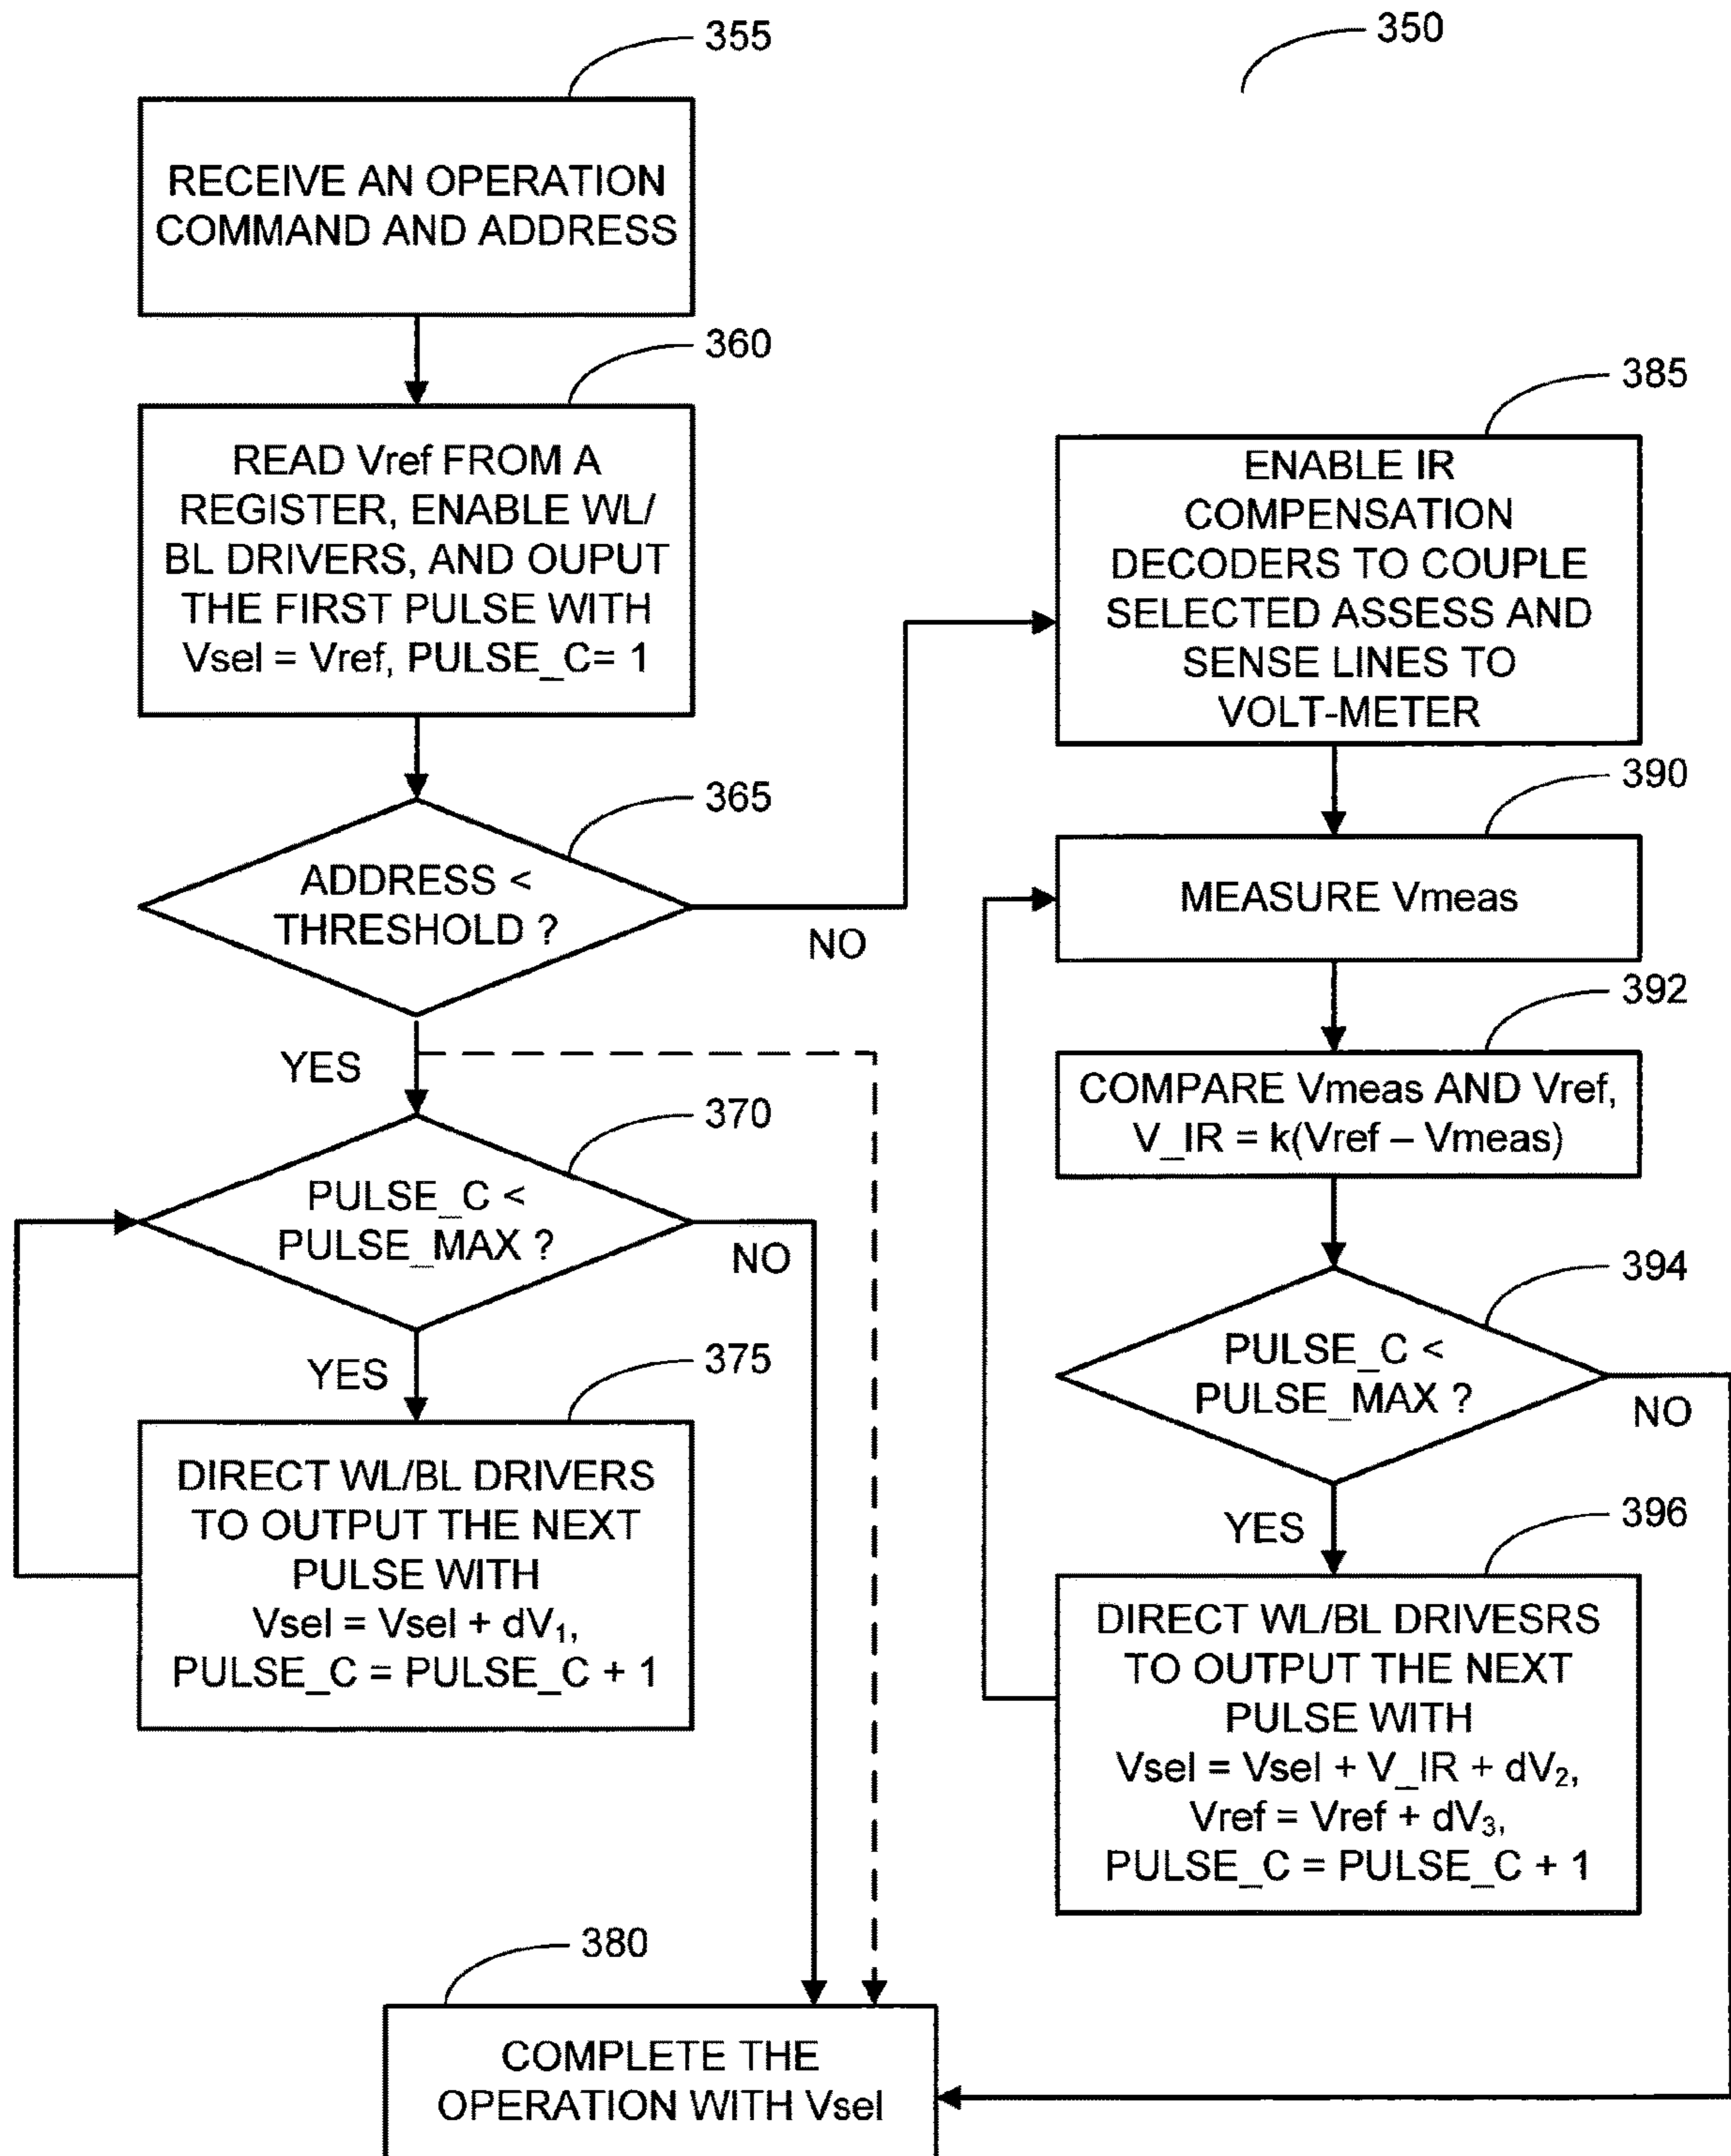 355
350
RECEIVE AN OPERATION
COMMAND AND ADDRESS
360
READ Vref FROM A
REGISTER, ENABLE WL/
BL DRIVERS, AND OUPUT
THE FIRST PULSE WITH
Vsel = Vref, PULSE_C= 1
385
ENABLE IR
COMPENSATION
DECODERS TO COUPLE
SELECTED ASSESS AND
SENSE LINES TO
VOLT-METER
365
ADDRESS <
THRESHOLD ?
NO
YES
390
MEASURE Vmeas
392
COMPARE Vmeas AND Vref,
V_IR = k(Vref – Vmeas)
370
PULSE_C <
PULSE_MAX ?
NO
YES
394
PULSE_C <
PULSE_MAX ?
NO
YES
375
DIRECT WL/BL DRIVERS
TO OUTPUT THE NEXT
PULSE WITH
Vsel = Vsel + dV₁,
PULSE_C = PULSE_C + 1
396
DIRECT WL/BL DRIVESRS
TO OUTPUT THE NEXT
PULSE WITH
Vsel = Vsel + V_IR + dV₂,
Vref = Vref + dV₃,
PULSE_C = PULSE_C + 1
380
COMPLETE THE
OPERATION WITH Vsel